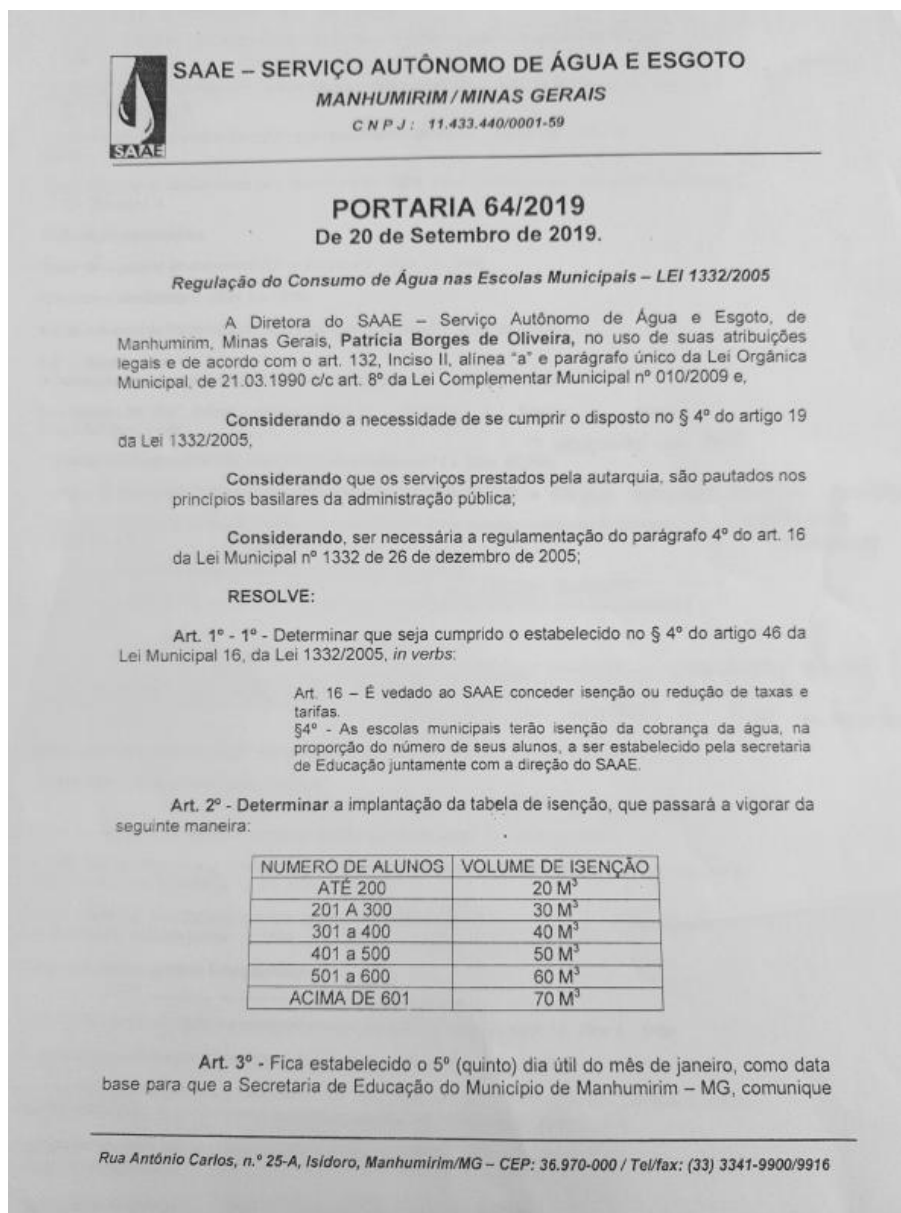 SAAE – SERVIÇO AUTÔNOMO DE ÁGUA E ESGOTO
MANHUMIRIM/MINAS GERAIS
CNPJ: 11.433.440/0001-59
SAAE
PORTARIA 64/2019
De 20 de Setembro de 2019.
Regulação do Consumo de Água nas Escolas Municipais – LEI 1332/2005
A Diretora do SAAE – Serviço Autônomo de Água e Esgoto, de
Manhumirim, Minas Gerais, Patrícia Borges de Oliveira, no uso de suas atribuições
legais e de acordo com o art. 132, Inciso II, alínea "a" e parágrafo único da Lei Orgânica
Municipal, de 21.03.1990 c/c art. 8º da Lei Complementar Municipal nº 010/2009 e,
Considerando a necessidade de se cumprir o disposto no § 4º do artigo 19
da Lei 1332/2005,
Considerando que os serviços prestados pela autarquia, são pautados nos
princípios basilares da administração pública;
Considerando, ser necessária a regulamentação do parágrafo 4º do art. 16
da Lei Municipal nº 1332 de 26 de dezembro de 2005;
RESOLVE:
Art. 1º - 1º - Determinar que seja cumprido o estabelecido no § 4º do artigo 46 da
Lei Municipal 16, da Lei 1332/2005, in verbs:
Art. 16 – É vedado ao SAAE conceder isenção ou redução de taxas e
tarifas.
§4º - As escolas municipais terão isenção da cobrança da água, na
proporção do número de seus alunos, a ser estabelecido pela secretaria
de Educação juntamente com a direção do SAAE.
Art. 2º - Determinar a implantação da tabela de isenção, que passará a vigorar da
seguinte maneira:
NUMERO DE ALUNOS VOLUME DE ISENÇÃO
ATÉ 200 20 M³
201 A 300 30 M³
301 a 400 40 M³
401 a 500 50 M³
501 a 600 60 M³
ACIMA DE 601 70 M³
Art. 3º - Fica estabelecido o 5º (quinto) dia útil do mês de janeiro, como data
base para que a Secretaria de Educação do Município de Manhumirim – MG, comunique
Rua Antônio Carlos, n.º 25-A, Isidoro, Manhumirim/MG – CEP: 36.970-000 / Tel/fax: (33) 3341-9900/9916